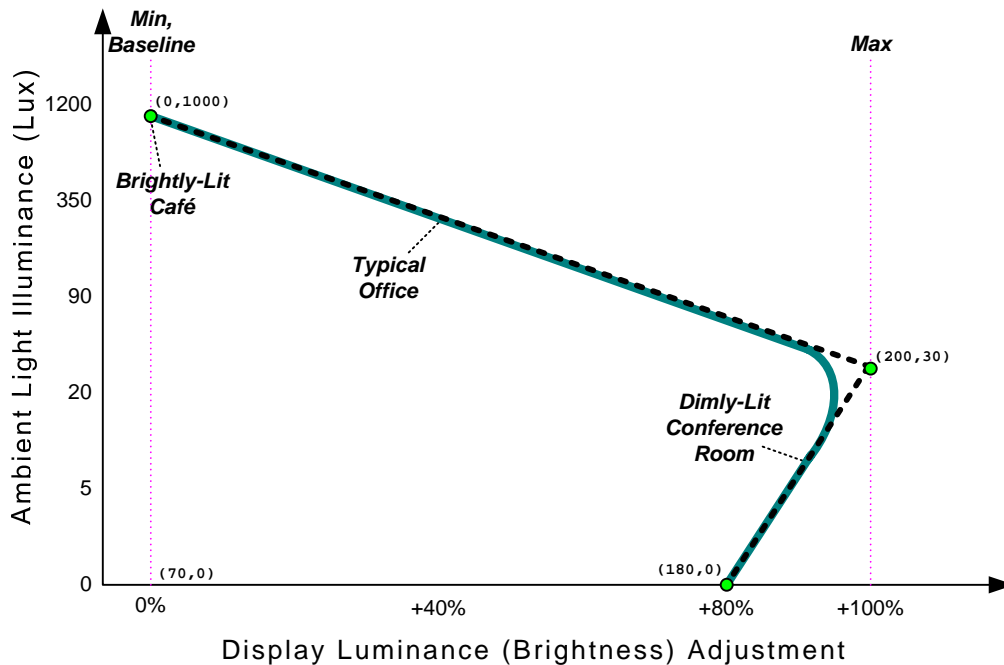 Min,
Baseline
Max
(0,1000)
1200
Brightly-Lit
Café
350
Typical
Office
90
(200,30)
20
Dimly-Lit
Conference
Room
5
(70,0)
(180,0)
0
0%
+40%
+80%
+100%
Ambient Light Illuminance (Lux)
Display Luminance (Brightness) Adjustment